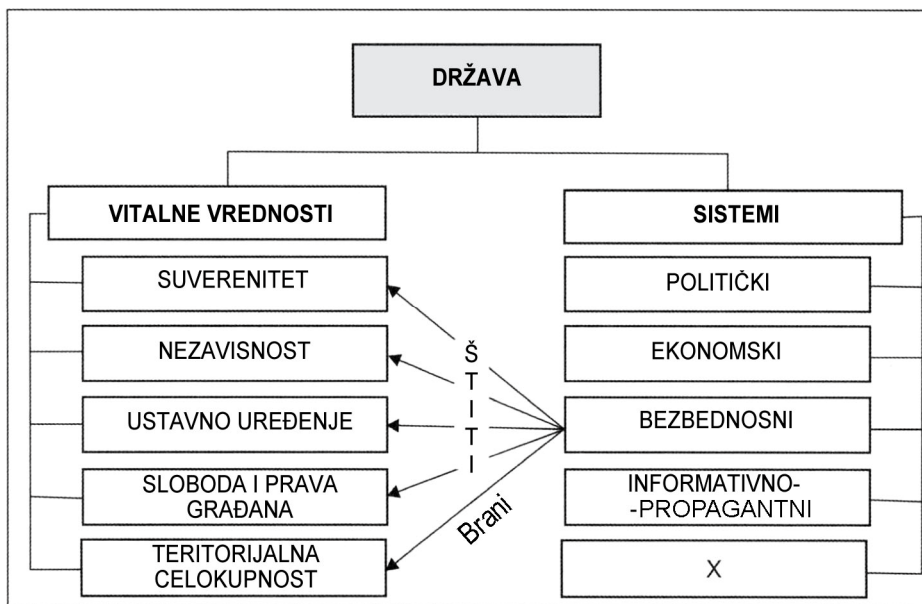 DRŽAVA
VITALNE VREDNOSTI
SUVERENITET
NEZAVISNOST
USTAVNO UREĐENJE
SLOBODA I PRAVA
GRAĐANA
TERITORIJALNA
CELOKUPNOST
ŠTITI
Brani
SISTEMI
POLITIČKI
EKONOMSKI
BEZBEDNOSNI
INFORMATIVNO-
-PROPAGANTNI
X